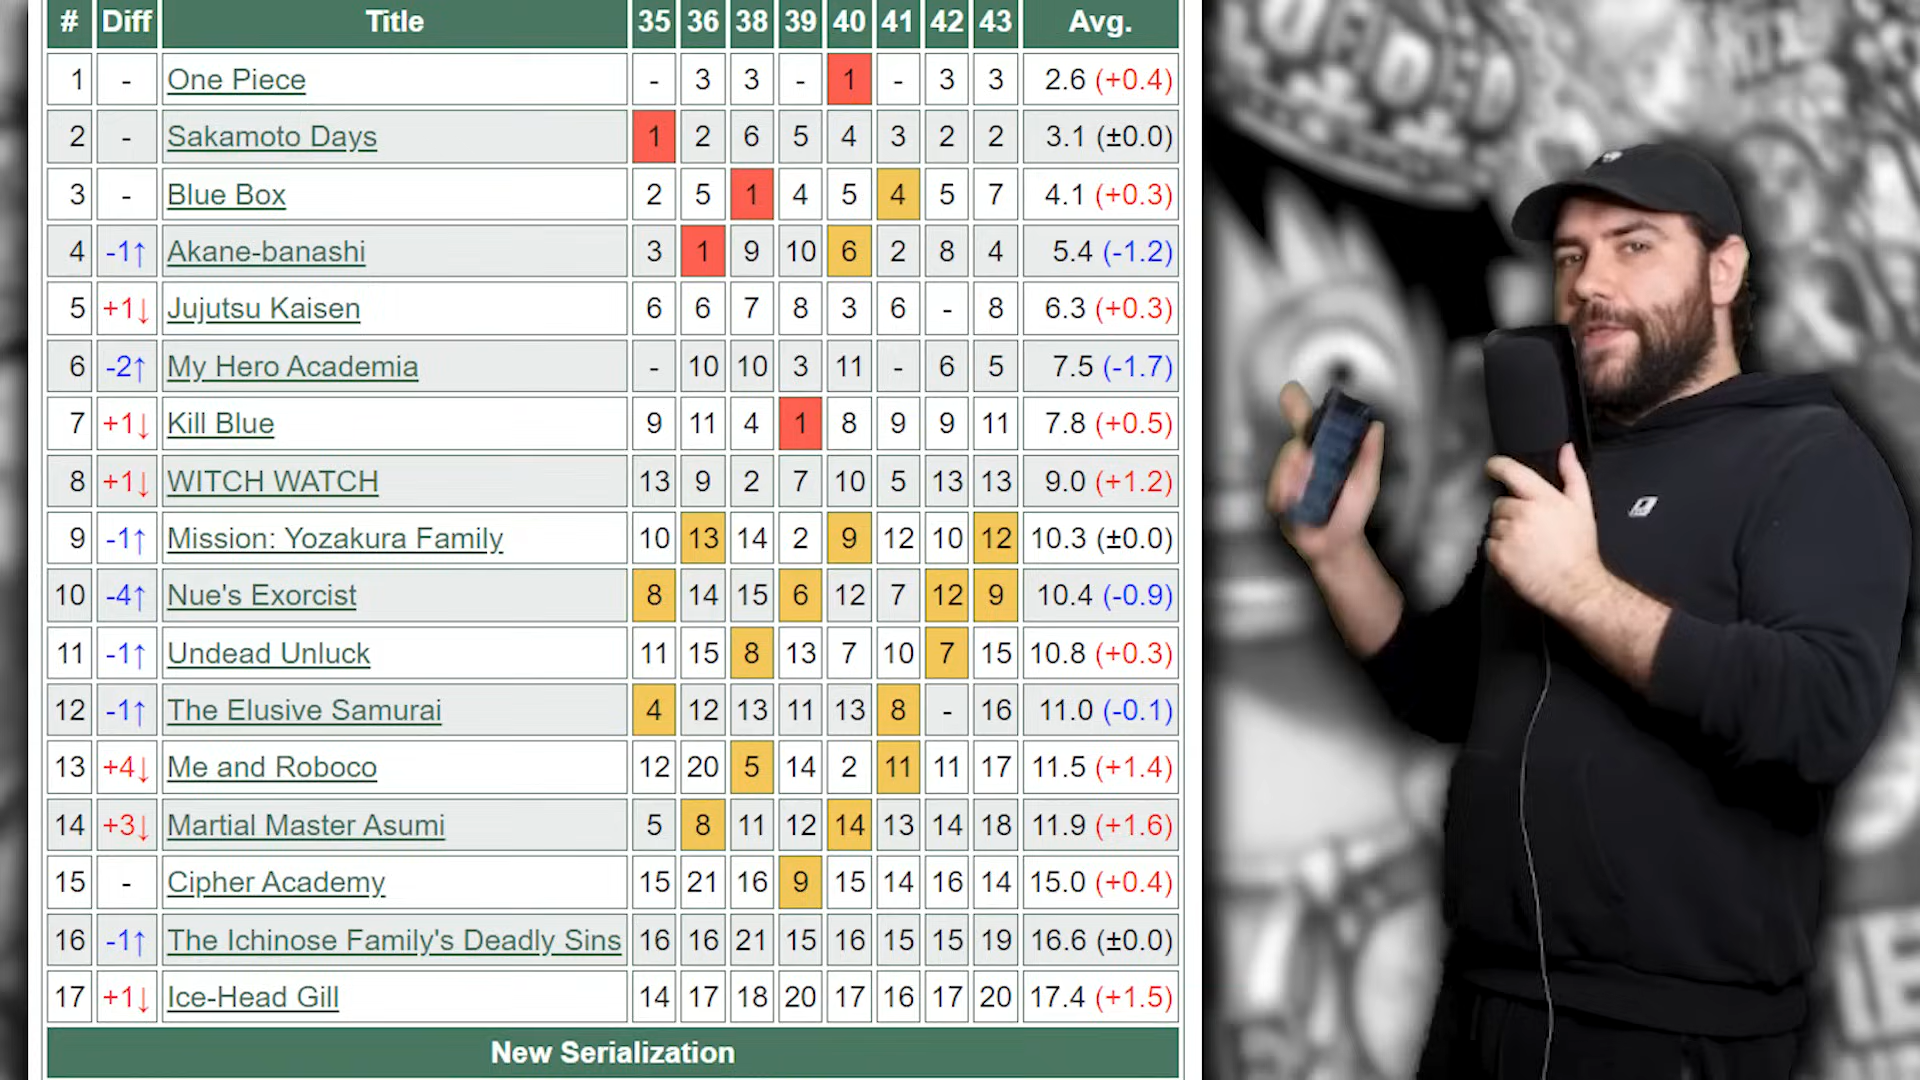 # Diff Title 35 36 38 39 40 41 42 43 Avg.
1 - One Piece - 3 3 - 1 - 3 3 2.6 (+0.4)
2 - Sakamoto Days 1 2 6 5 4 3 2 2 3.1 (±0.0)
3 - Blue Box 2 5 1 4 5 4 5 7 4.1 (+0.3)
4 -1↑ Akane-banashi 3 1 9 10 6 2 8 4 5.4 (-1.2)
5 +1↓ Jujutsu Kaisen 6 6 7 8 3 6 - 8 6.3 (+0.3)
6 -2↑ My Hero Academia - 10 10 3 11 - 6 5 7.5 (-1.7)
7 +1↓ Kill Blue 9 11 4 1 8 9 9 11 7.8 (+0.5)
8 +1↓ WITCH WATCH 13 9 2 7 10 5 13 13 9.0 (+1.2)
9 -1↑ Mission: Yozakura Family 10 13 14 2 9 12 10 12 10.3 (±0.0)
10 -4↑ Nue's Exorcist 8 14 15 6 12 7 12 9 10.4 (-0.9)
11 -1↑ Undead Unluck 11 15 8 13 7 10 7 15 10.8 (+0.3)
12 -1↑ The Elusive Samurai 4 12 13 11 13 8 - 16 11.0 (-0.1)
13 +4↓ Me and Roboco 12 20 5 14 2 11 11 17 11.5 (+1.4)
14 +3↓ Martial Master Asumi 5 8 11 12 14 13 14 18 11.9 (+1.6)
15 - Cipher Academy 15 21 16 9 15 14 16 14 15.0 (+0.4)
16 -1↑ The Ichinose Family's Deadly Sins 16 16 21 15 16 15 15 19 16.6 (±0.0)
17 +1↓ Ice-Head Gill 14 17 18 20 17 16 17 20 17.4 (+1.5)
New Serialization